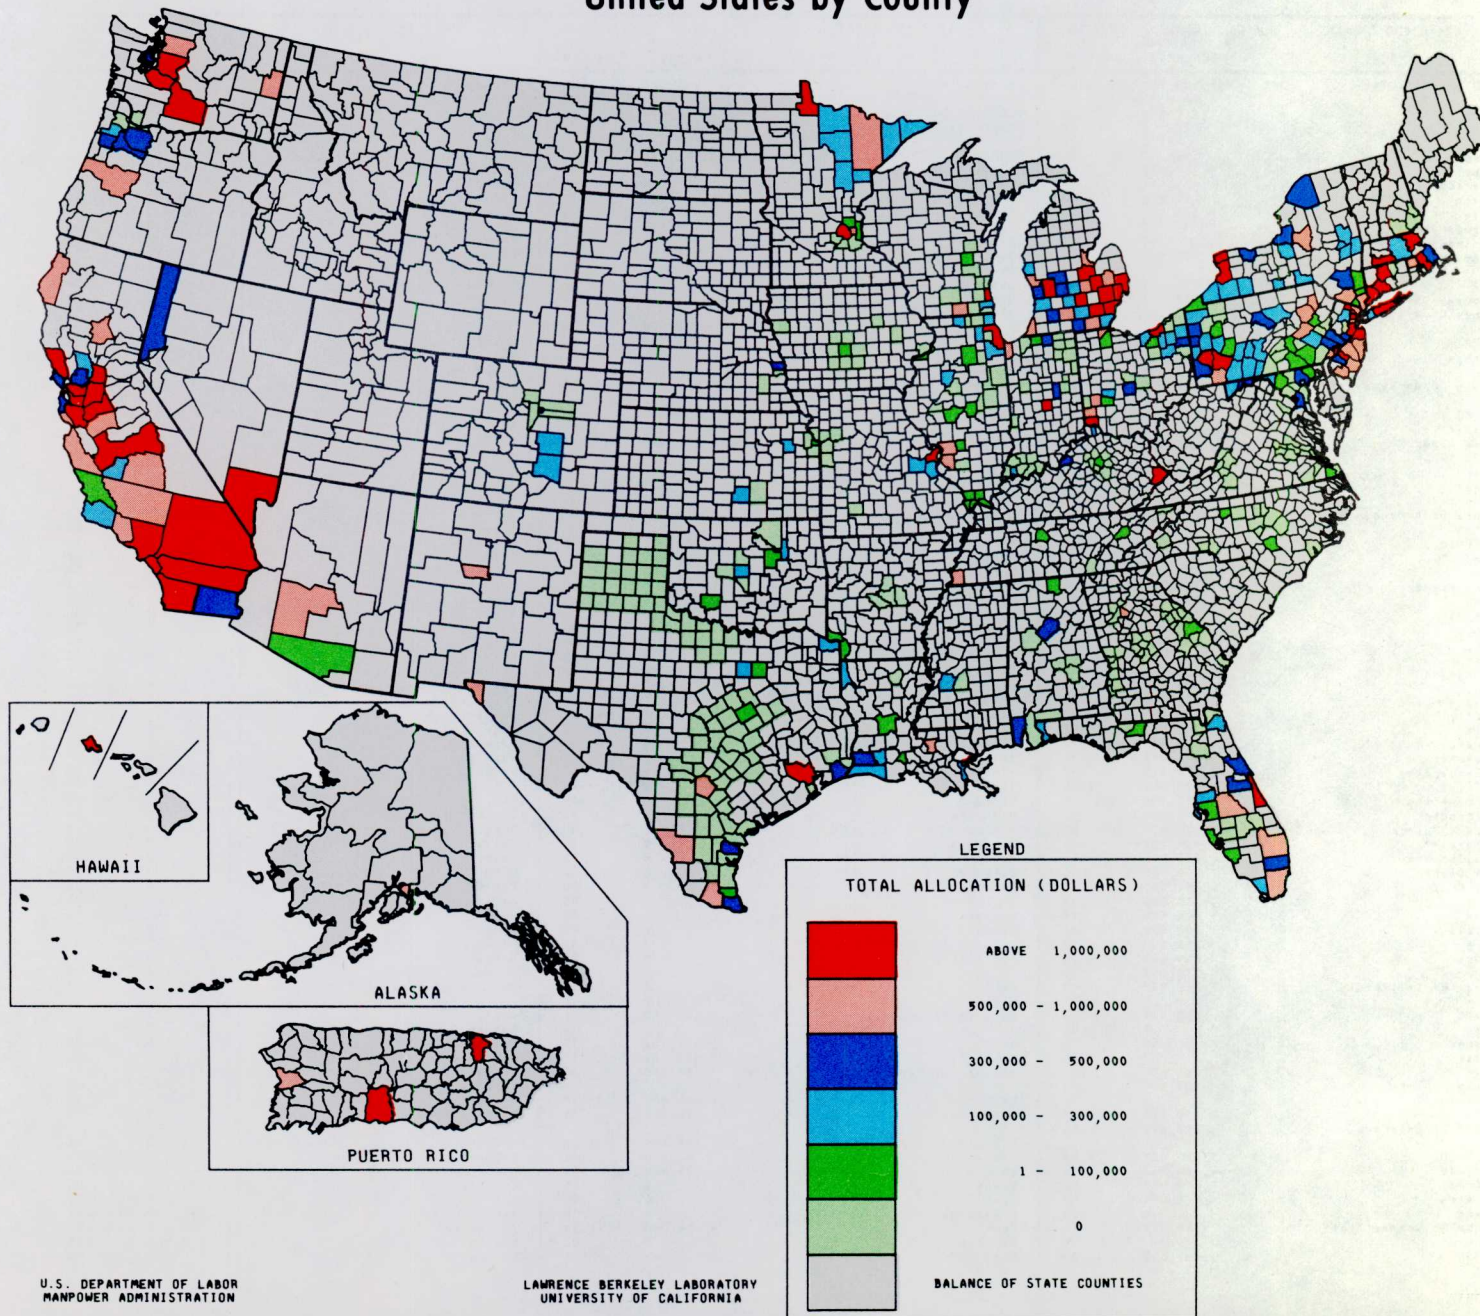 United States by County
HAWAII
ALASKA
PUERTO RICO
LEGEND
TOTAL ALLOCATION (DOLLARS)
ABOVE 1,000,000
500,000 - 1,000,000
300,000 - 500,000
100,000 - 300,000
1 - 100,000
0
BALANCE OF STATE COUNTIES
U.S. DEPARTMENT OF LABOR
MANPOWER ADMINISTRATION
LAWRENCE BERKELEY LABORATORY
UNIVERSITY OF CALIFORNIA